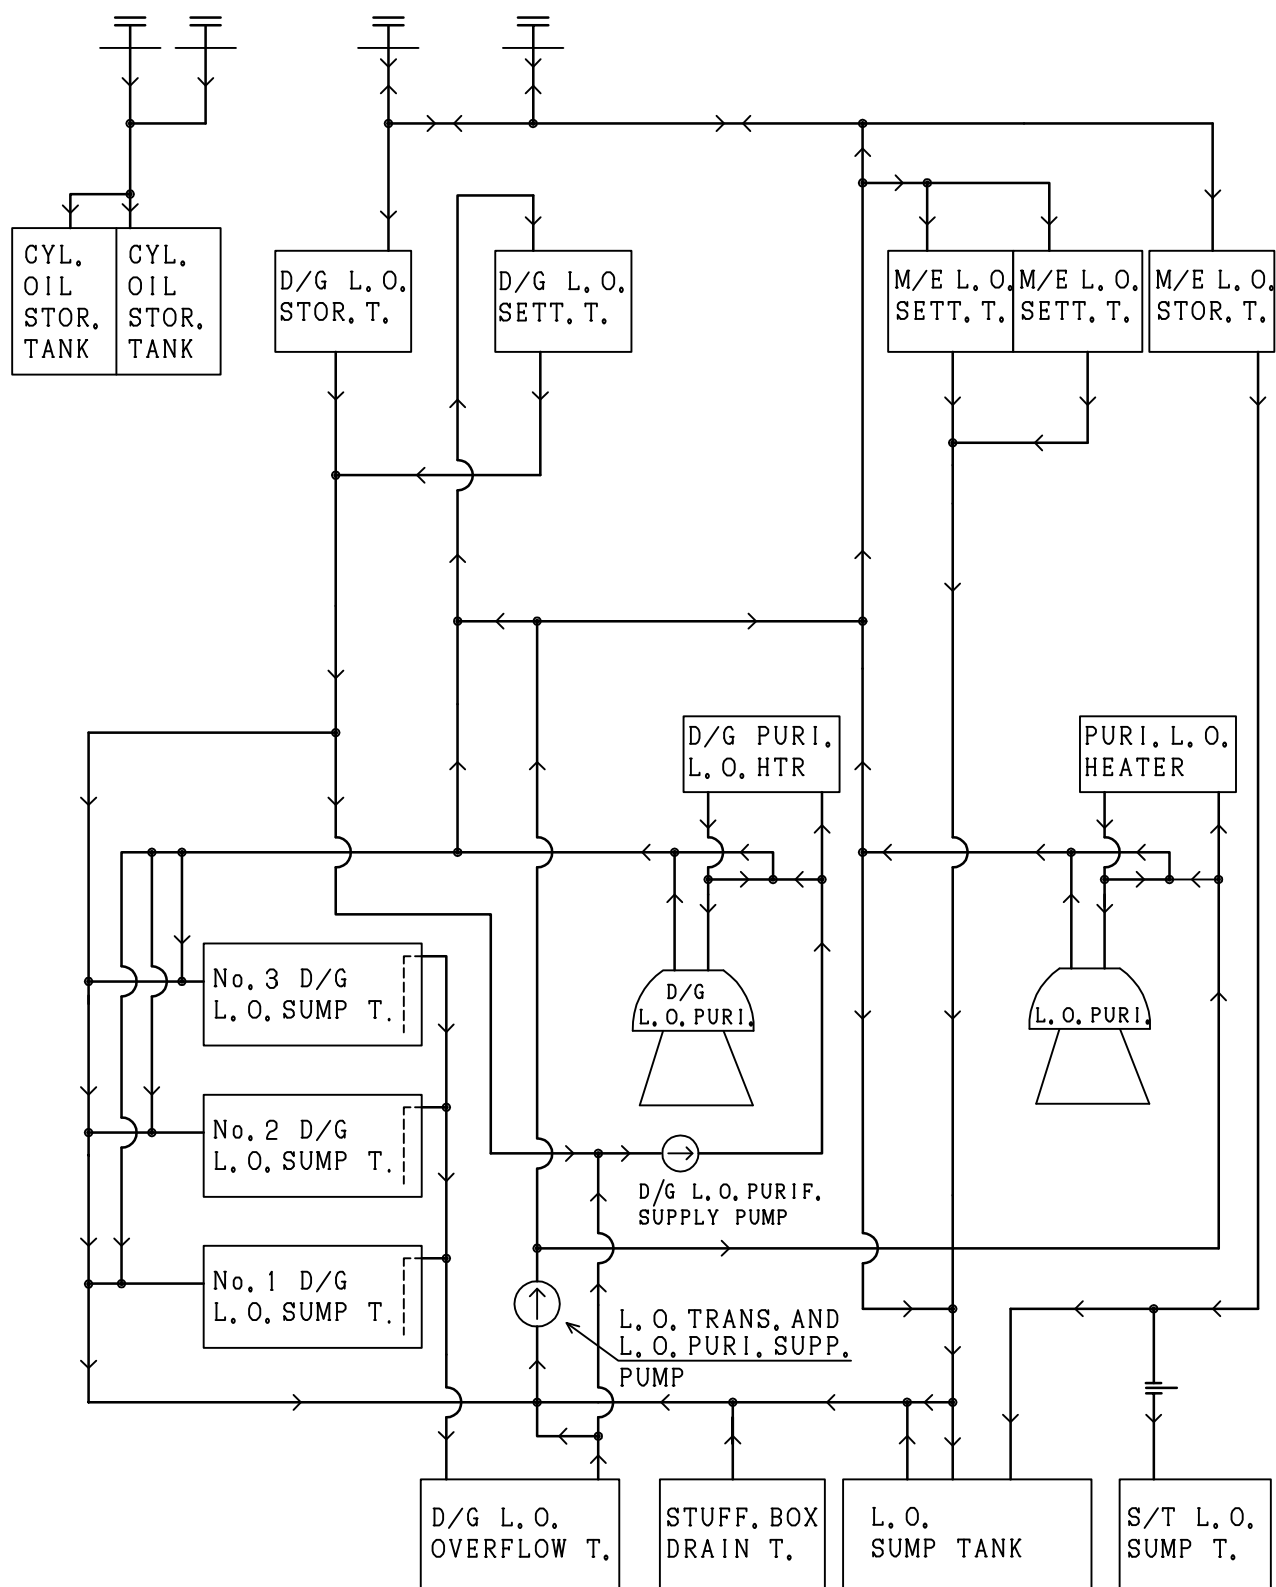 CYL.
OIL
STOR.
TANK
CYL.
OIL
STOR.
TANK
D/G L.O.
STOR.T.
D/G L.O.
SETT.T.
M/E L.O.
SETT.T.
M/E L.O.
SETT.T.
M/E L.O.
STOR.T.
D/G PURI.
L.O.HTR
PURI.L.O.
HEATER
No.3 D/G
L.O.SUMP T.
D/G
L.O.PURI.
L.O.PURI.
No.2 D/G
L.O.SUMP T.
D/G L.O.PURIF.
SUPPLY PUMP
No.1 D/G
L.O.SUMP T.
L.O.TRANS.AND
L.O.PURI.SUPP.
PUMP
D/G L.O.
OVERFLOW T.
STUFF.BOX
DRAIN T.
L.O.
SUMP TANK
S/T L.O.
SUMP T.